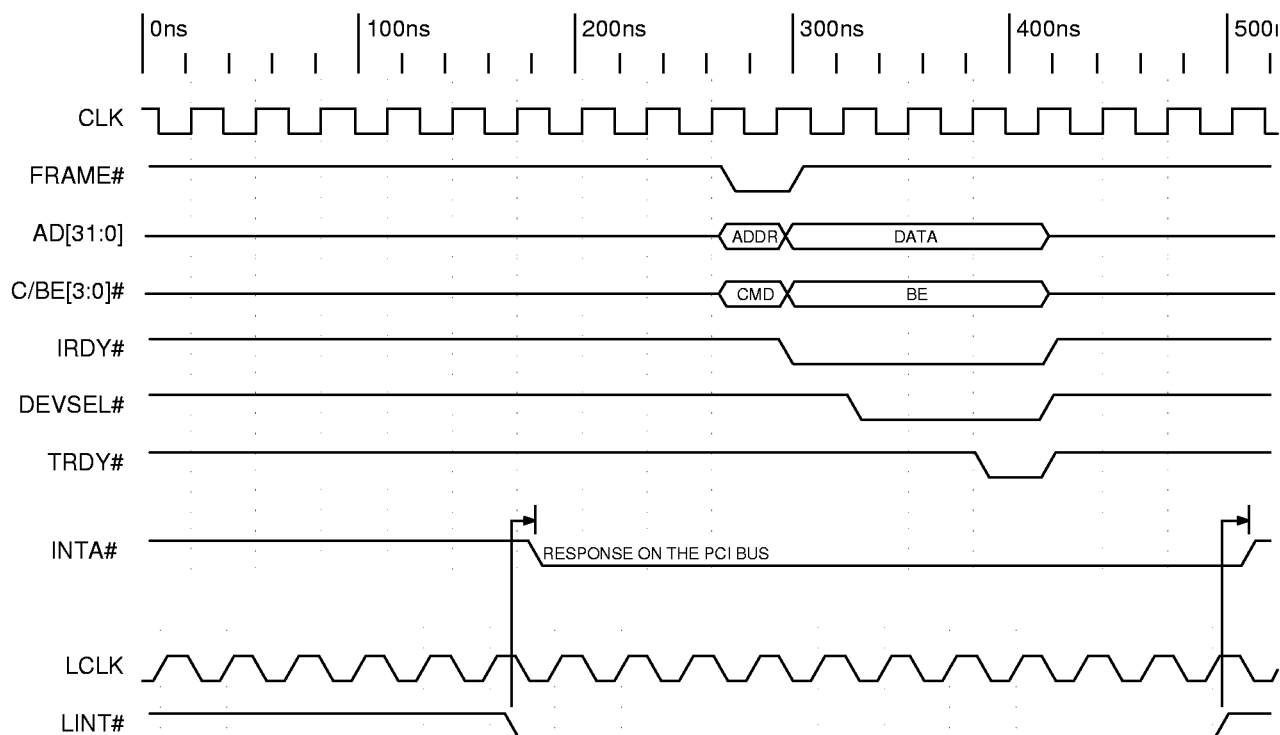 0ns 100ns 200ns 300ns 400ns 500
CLK
FRAME#
AD[31:0] ADDR DATA
C/BE[3:0]# CMD BE
IRDY#
DEVSEL#
TRDY#
INTA# RESPONSE ON THE PCI BUS
LCLK
LINT#